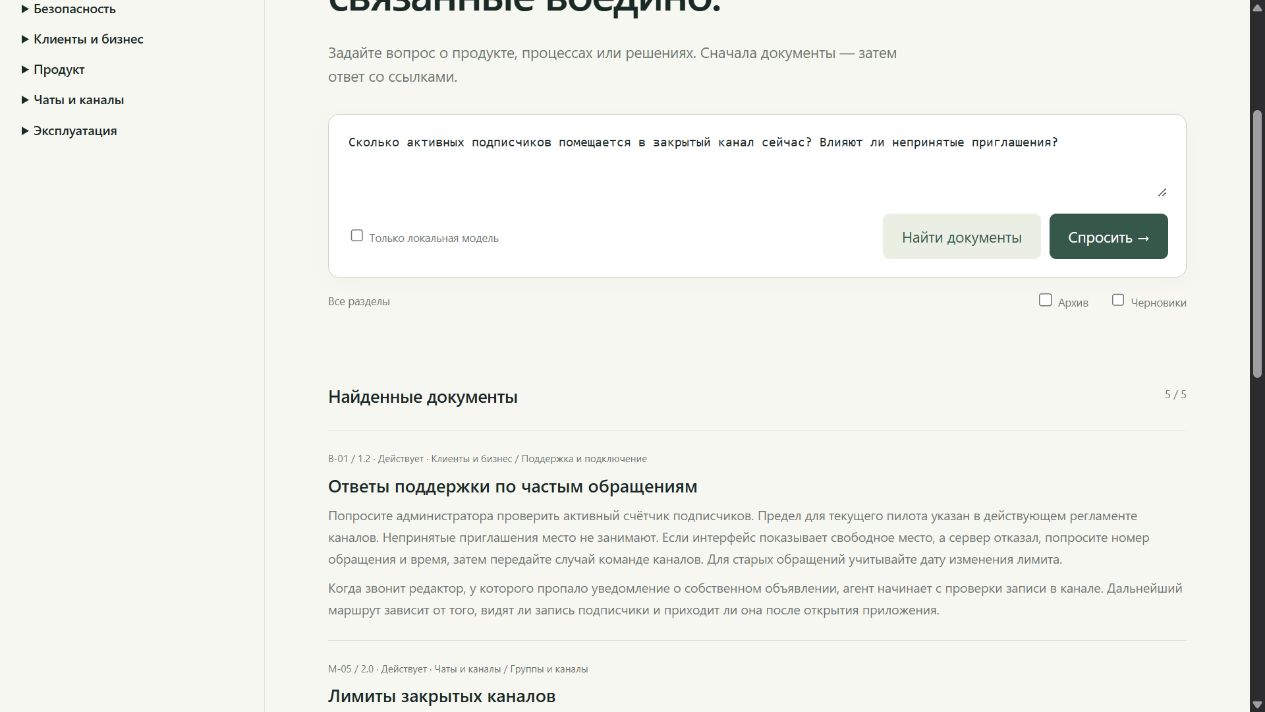 Безопасность
Клиенты и бизнес
Продукт
Чаты и каналы
Эксплуатация
связанные воедино.
Задайте вопрос о продукте, процессах или решениях. Сначала документы — затем
ответ со ссылками.
Сколько активных подписчиков помещается в закрытый канал сейчас? Влияют ли непринятые приглашения?
Только локальная модель
Найти документы
Спросить →
Все разделы
Архив
Черновики
Найденные документы
5 / 5
B-01 / 1.2 · Действует · Клиенты и бизнес / Поддержка и подключение
Ответы поддержки по частым обращениям
Попросите администратора проверить активный счётчик подписчиков. Предел для текущего пилота указан в действующем регламенте
каналов. Непринятые приглашения место не занимают. Если интерфейс показывает свободное место, а сервер отказал, попросите номер
обращения и время, затем передайте случай команде каналов. Для старых обращений учитывайте дату изменения лимита.
Когда звонит редактор, у которого пропало уведомление о собственном объявлении, агент начинает с проверки записи в канале. Дальнейший
маршрут зависит от того, видят ли запись подписчики и приходит ли она после открытия приложения.
M-05 / 2.0 · Действует · Чаты и каналы / Группы и каналы
Лимиты закрытых каналов